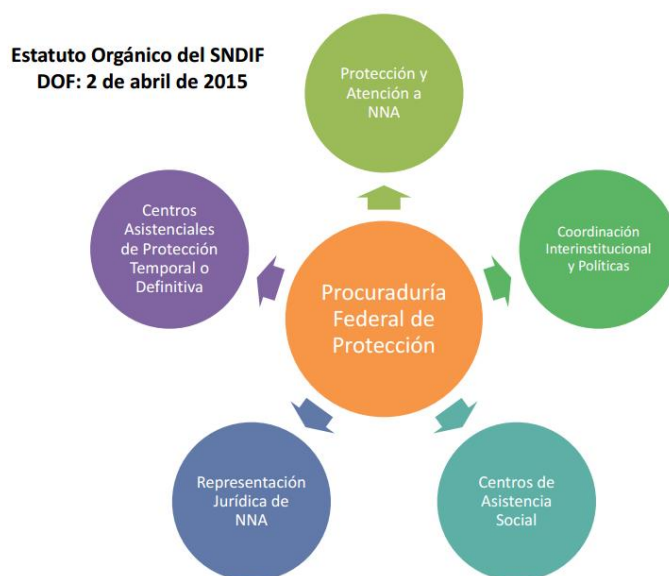 Estatuto Orgánico del SNDIF
DOF: 2 de abril de 2015
Protección y
Atención a
NNA
Centros
Asistenciales
de Protección
Temporal o
Definitiva
Coordinación
Interinstitucional
y Políticas
Procuraduría
Federal de
Protección
Representación
Jurídica de
NNA
Centros de
Asistencia
Social